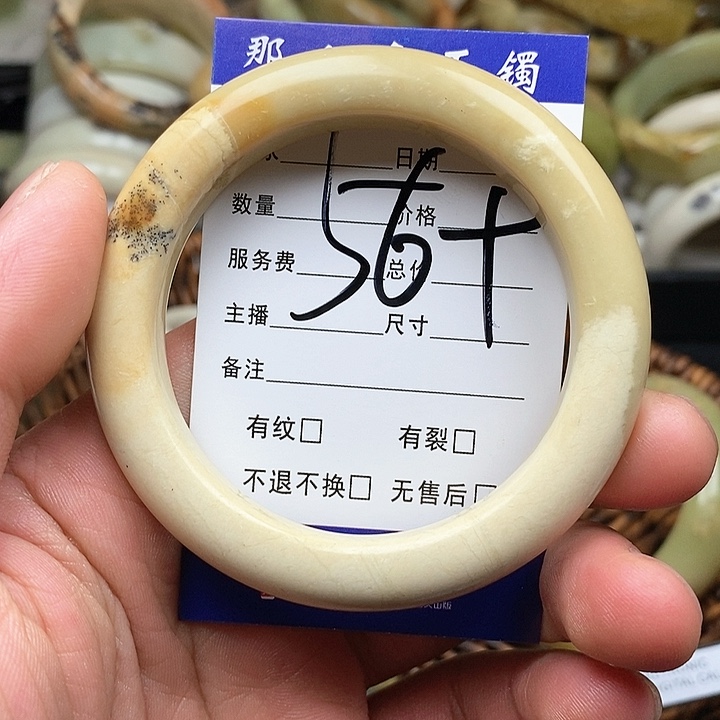 那 玉镯
日期
数量 价格
56+
服务费 总价
主播 尺寸
备注
有纹□ 有裂□
不退不换□ 无售后□